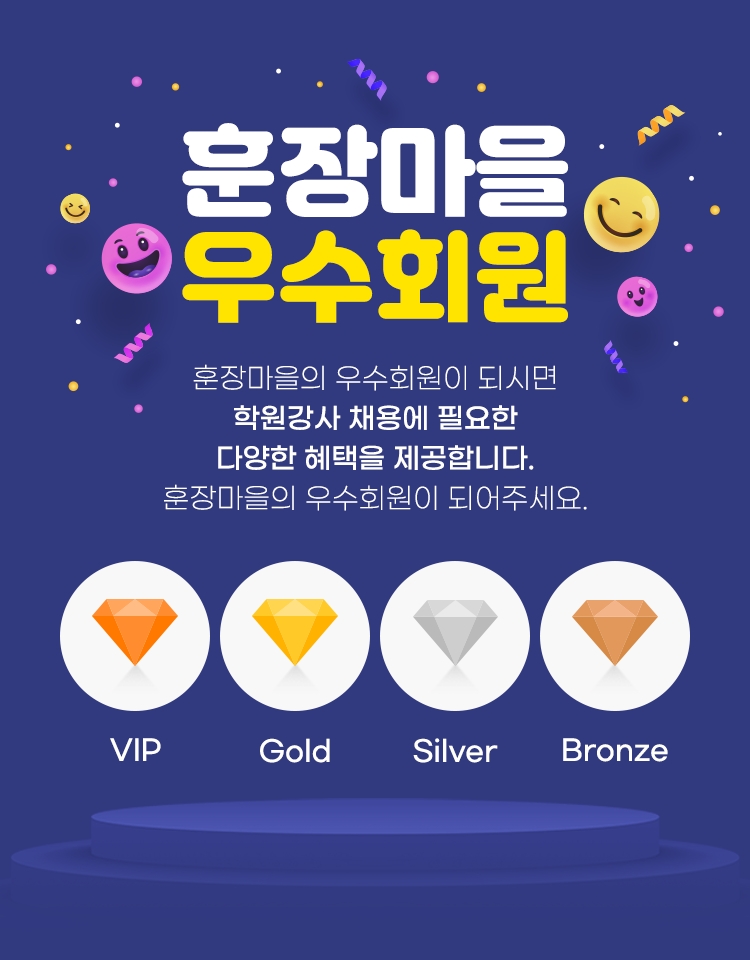 훈장마을
우수회원
훈장마을의 우수회원이 되시면
학원강사 채용에 필요한
다양한 혜택을 제공합니다.
훈장마을의 우수회원이 되어주세요.
VIP
Gold
Silver
Bronze